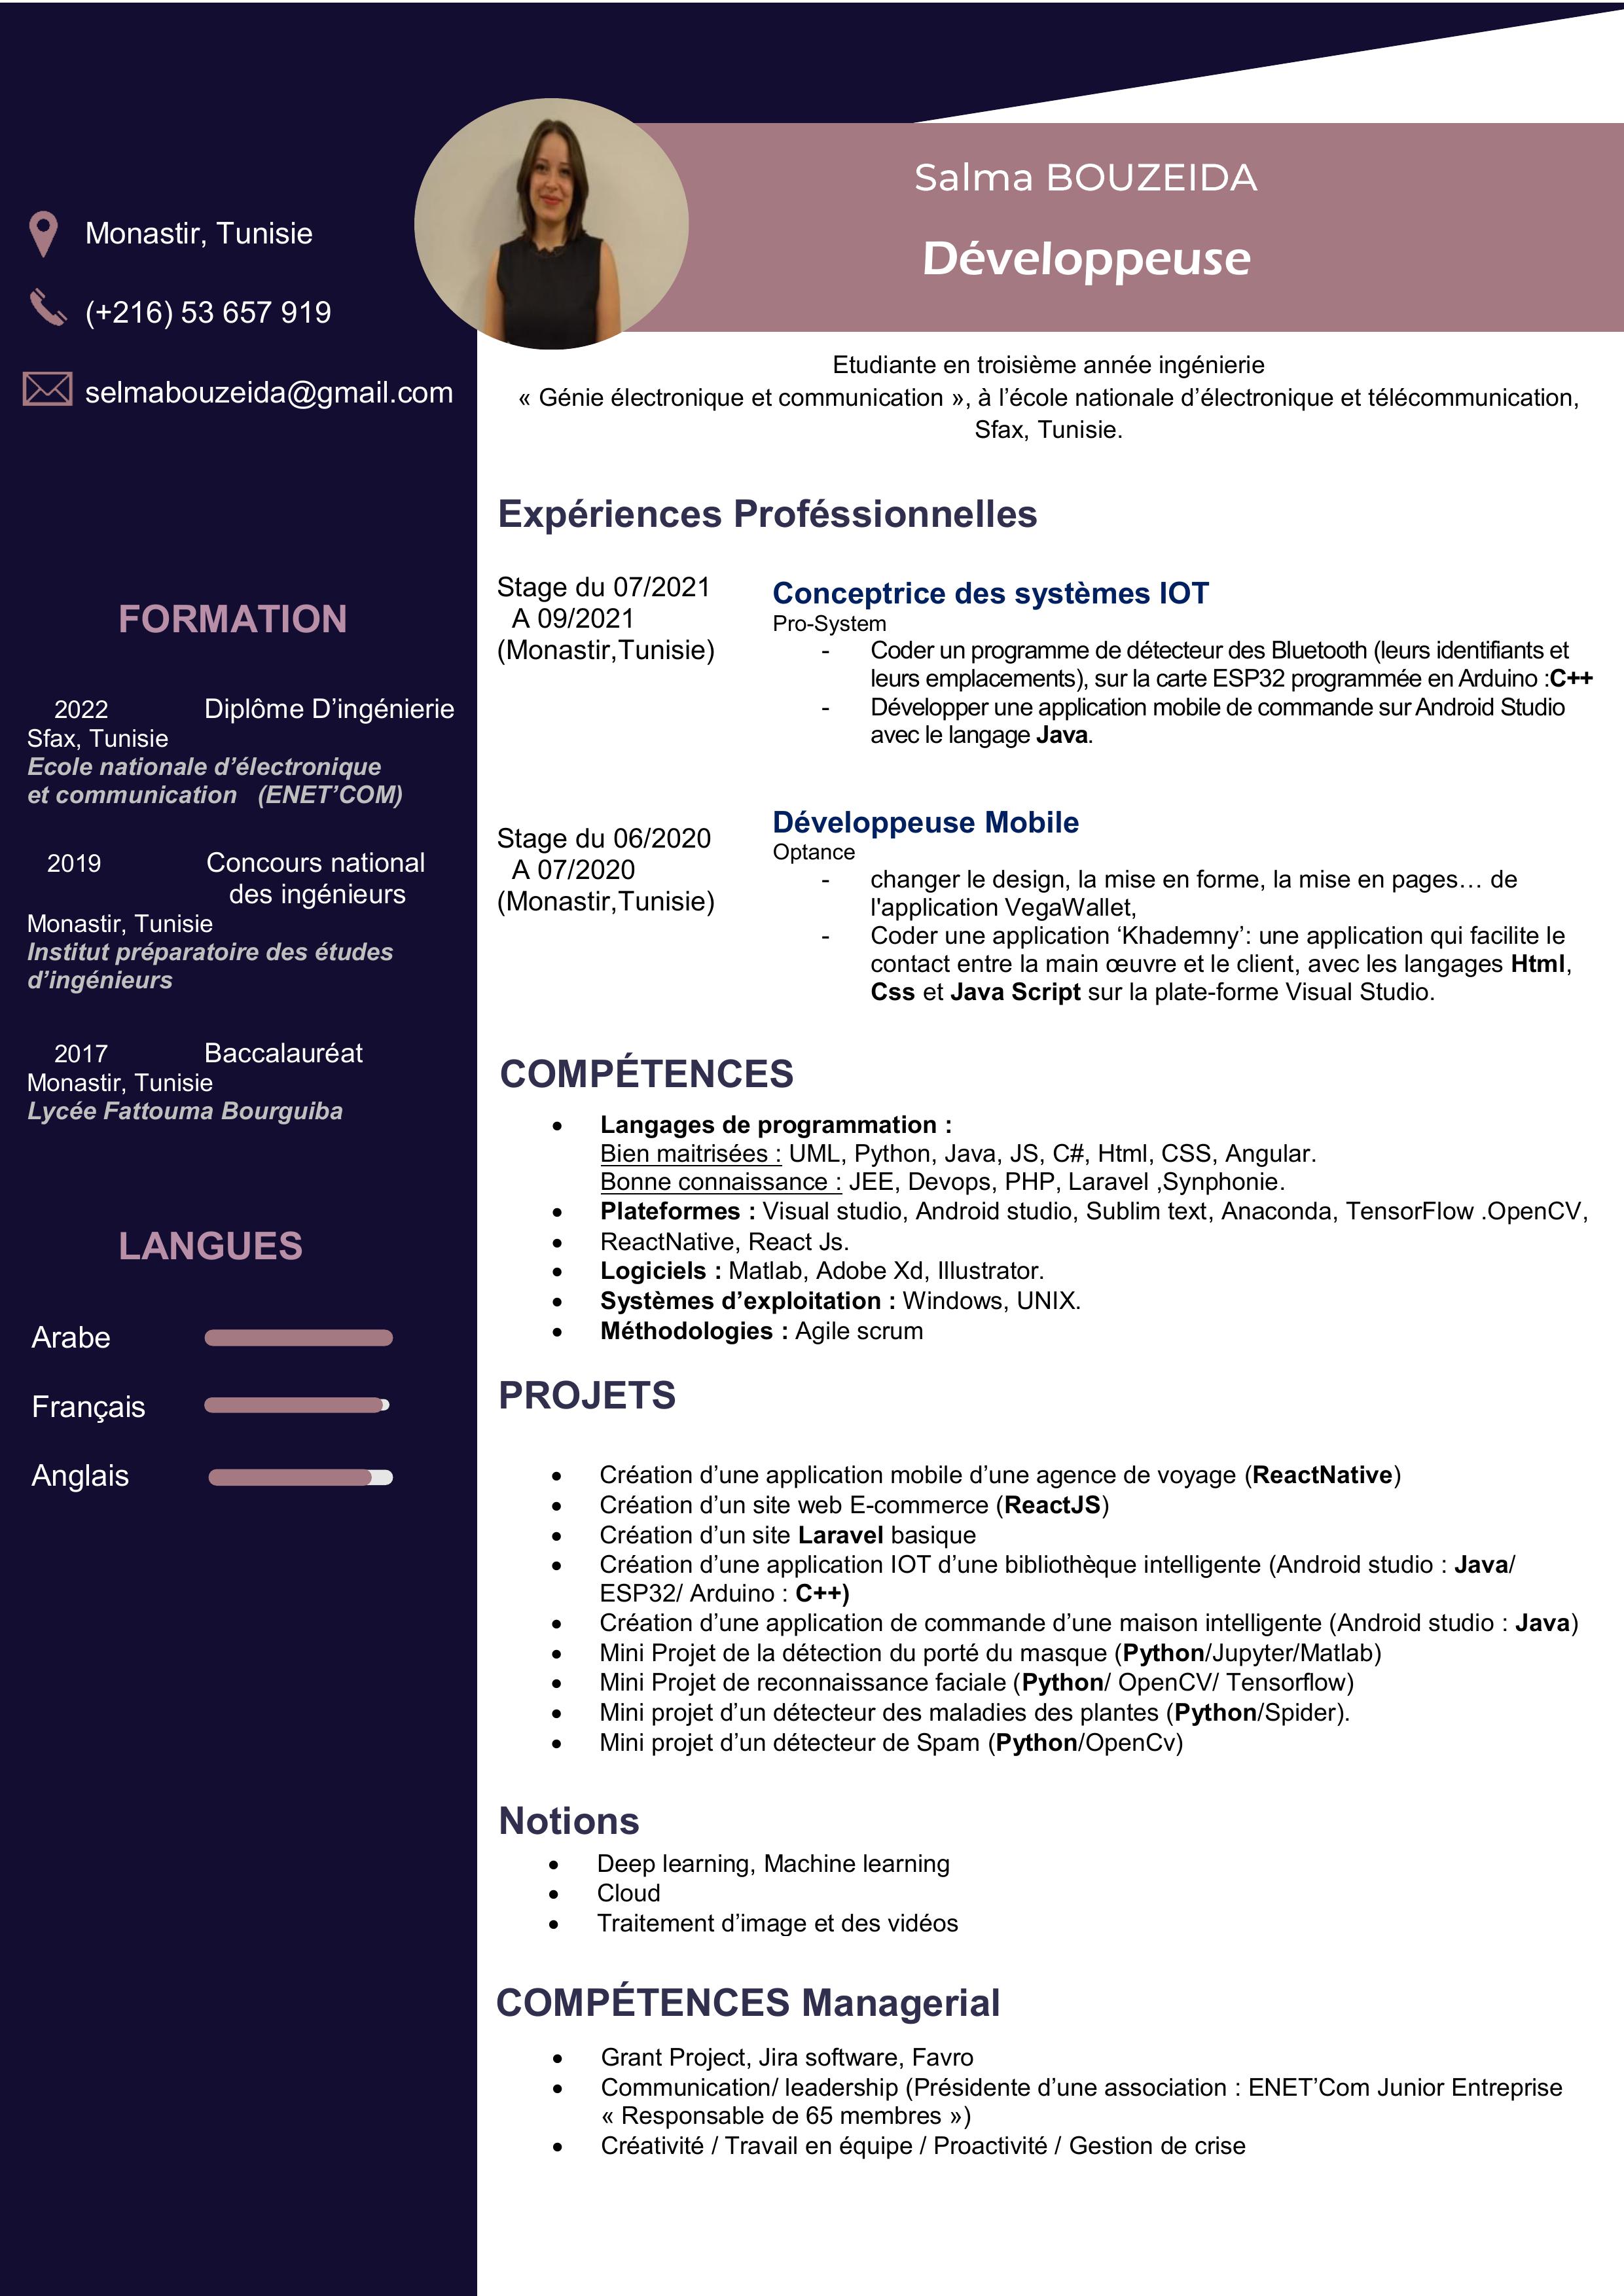 Salma BOUZEIDA
Développeuse
Monastir, Tunisie
(+216) 53 657 919
selmabouzeida@gmail.com
Etudiante en troisième année ingénierie
« Génie électronique et communication », à l’école nationale d’électronique et télécommunication,
Sfax, Tunisie.
FORMATION
2022 Diplôme D’ingénierie
Sfax, Tunisie
Ecole nationale d’électronique
et communication (ENET’COM)
2019 Concours national
des ingénieurs
Monastir, Tunisie
Institut préparatoire des études
d’ingénieurs
2017 Baccalauréat
Monastir, Tunisie
Lycée Fattouma Bourguiba
LANGUES
Arabe
Français
Anglais
Expériences Proféssionnelles
Stage du 07/2021
A 09/2021
(Monastir,Tunisie)
Conceptrice des systèmes IOT
Pro-System
- Coder un programme de détecteur des Bluetooth (leurs identifiants et
leurs emplacements), sur la carte ESP32 programmée en Arduino :C++
- Développer une application mobile de commande sur Android Studio
avec le langage Java.
Stage du 06/2020
A 07/2020
(Monastir,Tunisie)
Développeuse Mobile
Optance
- changer le design, la mise en forme, la mise en pages… de
l'application VegaWallet,
- Coder une application ‘Khademny’: une application qui facilite le
contact entre la main œuvre et le client, avec les langages Html,
Css et Java Script sur la plate-forme Visual Studio.
COMPÉTENCES
• Langages de programmation :
Bien maitrisées : UML, Python, Java, JS, C#, Html, CSS, Angular.
Bonne connaissance : JEE, Devops, PHP, Laravel ,Synphonie.
• Plateformes : Visual studio, Android studio, Sublim text, Anaconda, TensorFlow .OpenCV,
• ReactNative, React Js.
• Logiciels : Matlab, Adobe Xd, Illustrator.
• Systèmes d’exploitation : Windows, UNIX.
• Méthodologies : Agile scrum
PROJETS
• Création d’une application mobile d’une agence de voyage (ReactNative)
• Création d’un site web E-commerce (ReactJS)
• Création d’un site Laravel basique
• Création d’une application IOT d’une bibliothèque intelligente (Android studio : Java/
ESP32/ Arduino : C++)
• Création d’une application de commande d’une maison intelligente (Android studio : Java)
• Mini Projet de la détection du porté du masque (Python/Jupyter/Matlab)
• Mini Projet de reconnaissance faciale (Python/ OpenCV/ Tensorflow)
• Mini projet d’un détecteur des maladies des plantes (Python/Spider).
• Mini projet d’un détecteur de Spam (Python/OpenCv)
Notions
• Deep learning, Machine learning
• Cloud
• Traitement d’image et des vidéos
COMPÉTENCES Managerial
• Grant Project, Jira software, Favro
• Communication/ leadership (Présidente d’une association : ENET’Com Junior Entreprise
« Responsable de 65 membres »)
• Créativité / Travail en équipe / Proactivité / Gestion de crise